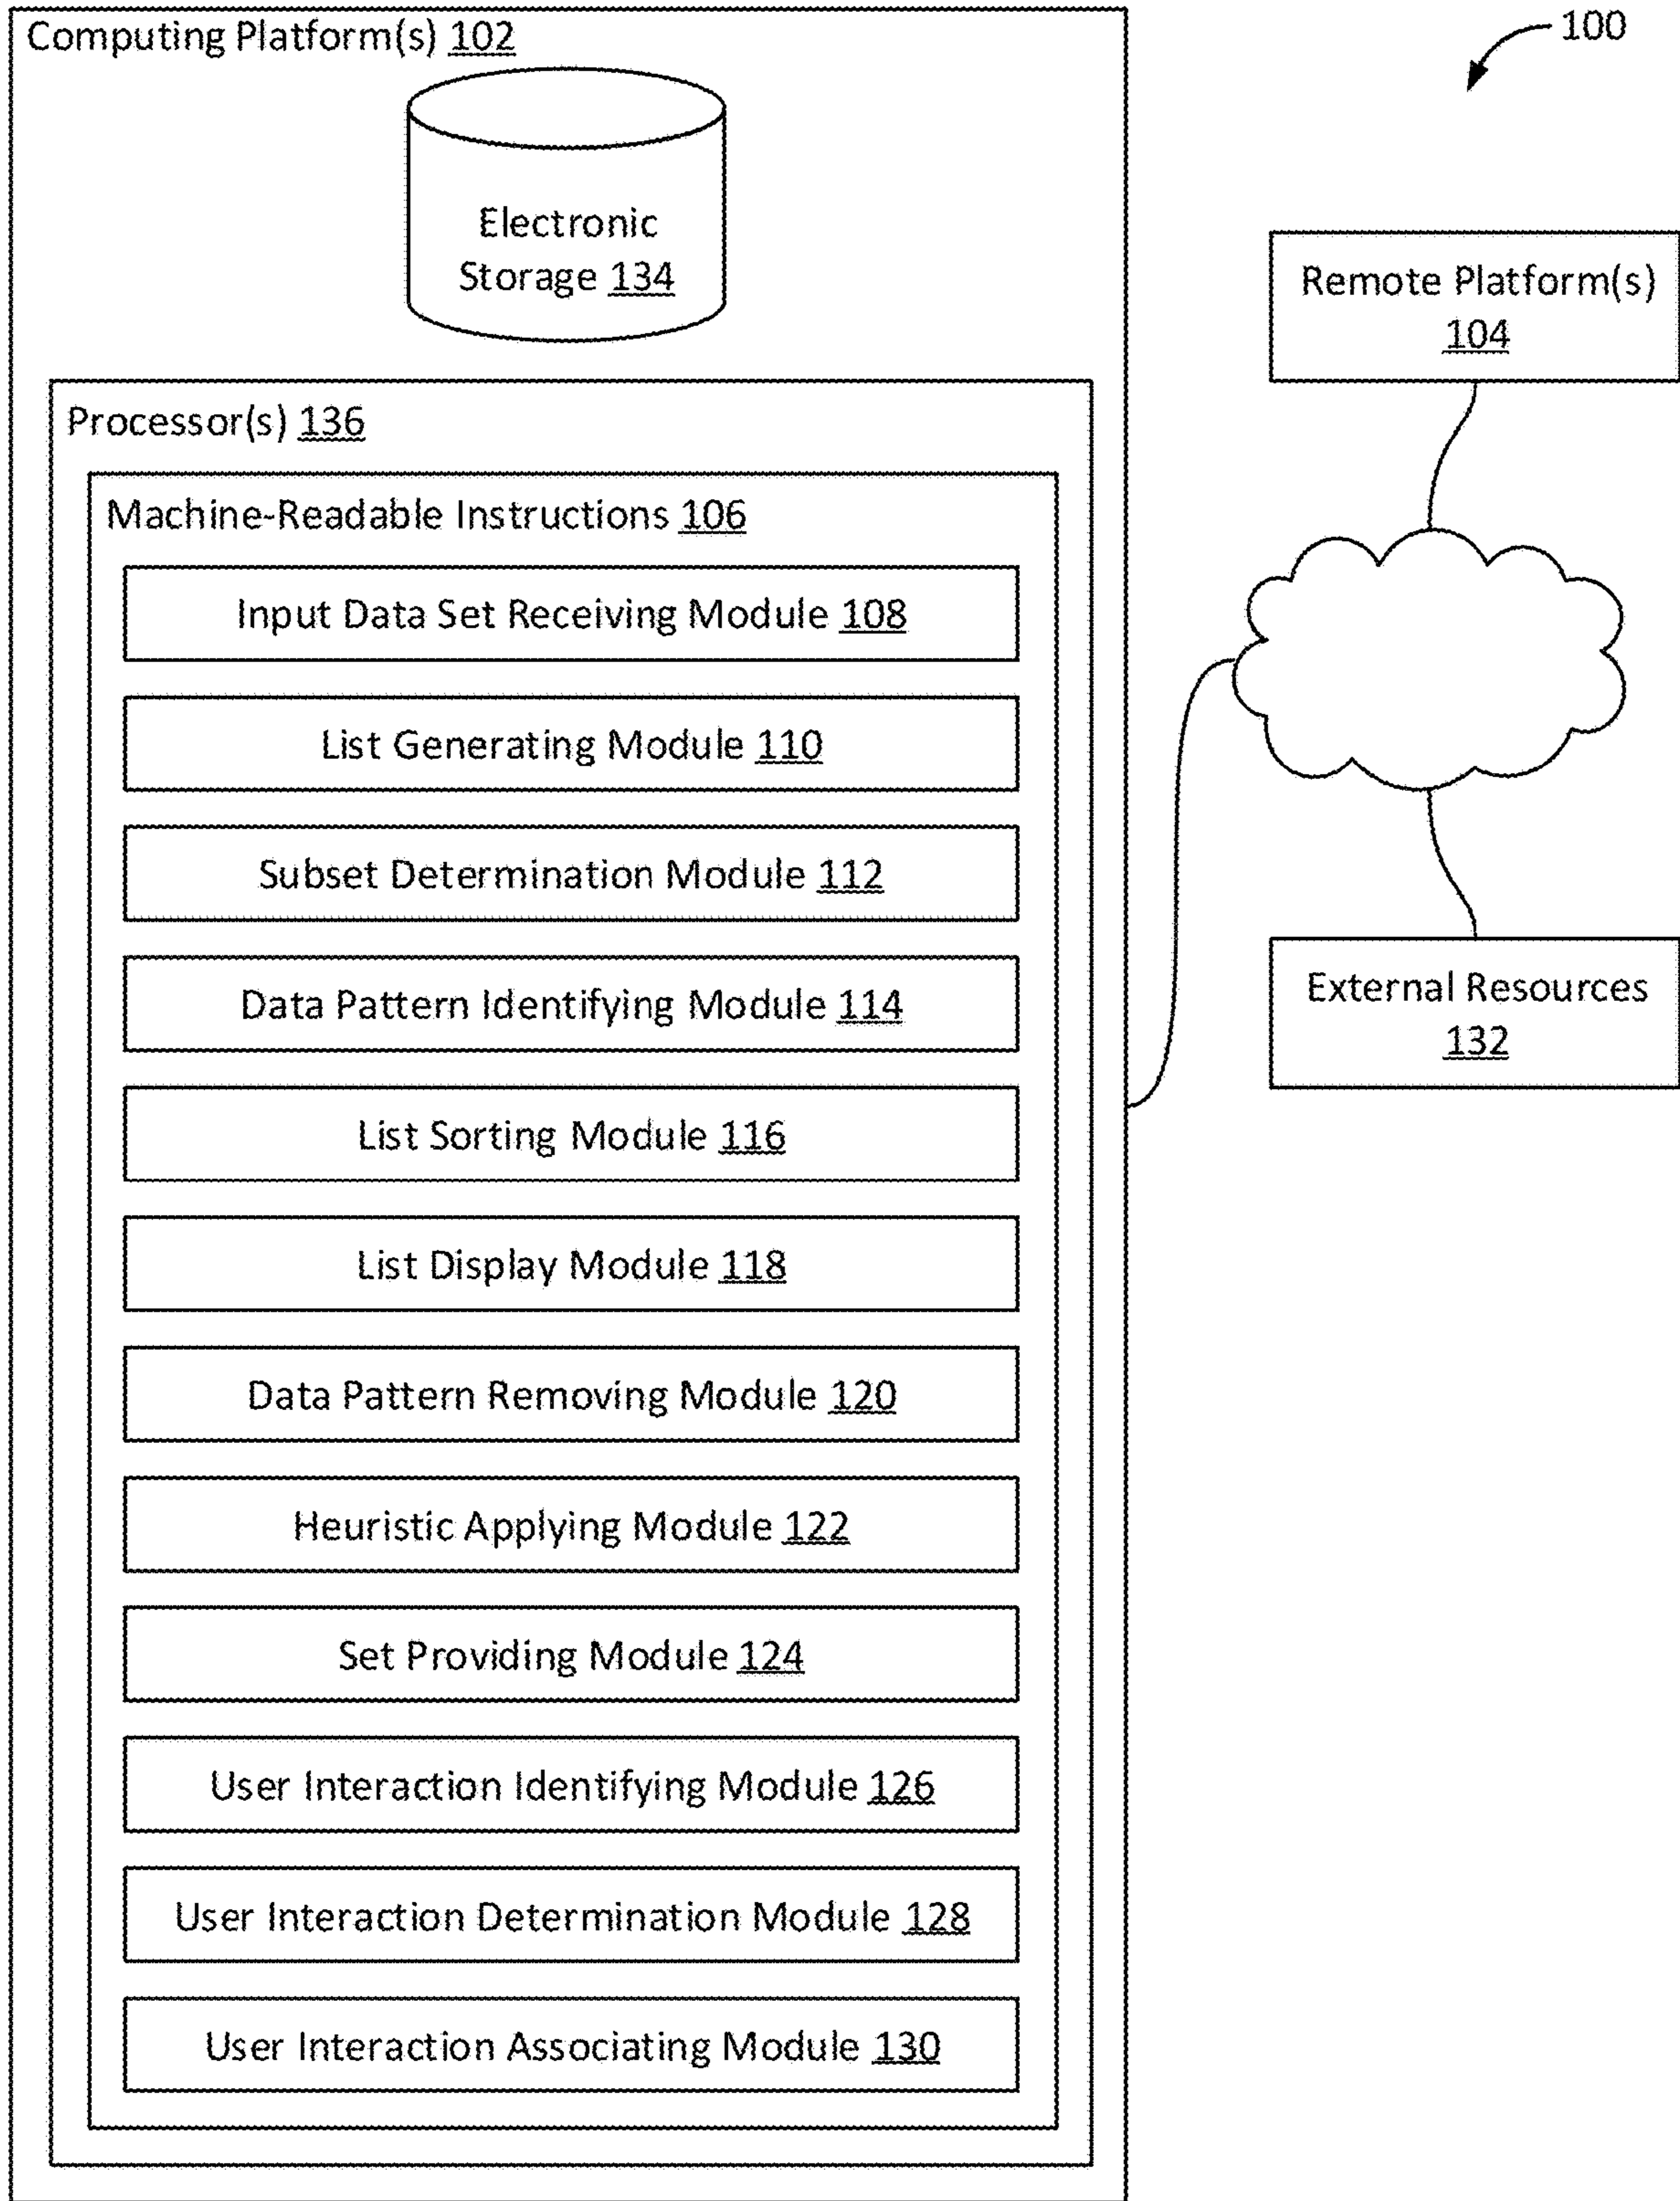 Computing Platform(s) 102
100
Electronic
Storage 134
Remote Platform(s)
104
Processor(s) 136
Machine-Readable Instructions 106
Input Data Set Receiving Module 108
List Generating Module 110
Subset Determination Module 112
Data Pattern Identifying Module 114
List Sorting Module 116
List Display Module 118
Data Pattern Removing Module 120
Heuristic Applying Module 122
Set Providing Module 124
User Interaction Identifying Module 126
User Interaction Determination Module 128
User Interaction Associating Module 130
External Resources
132